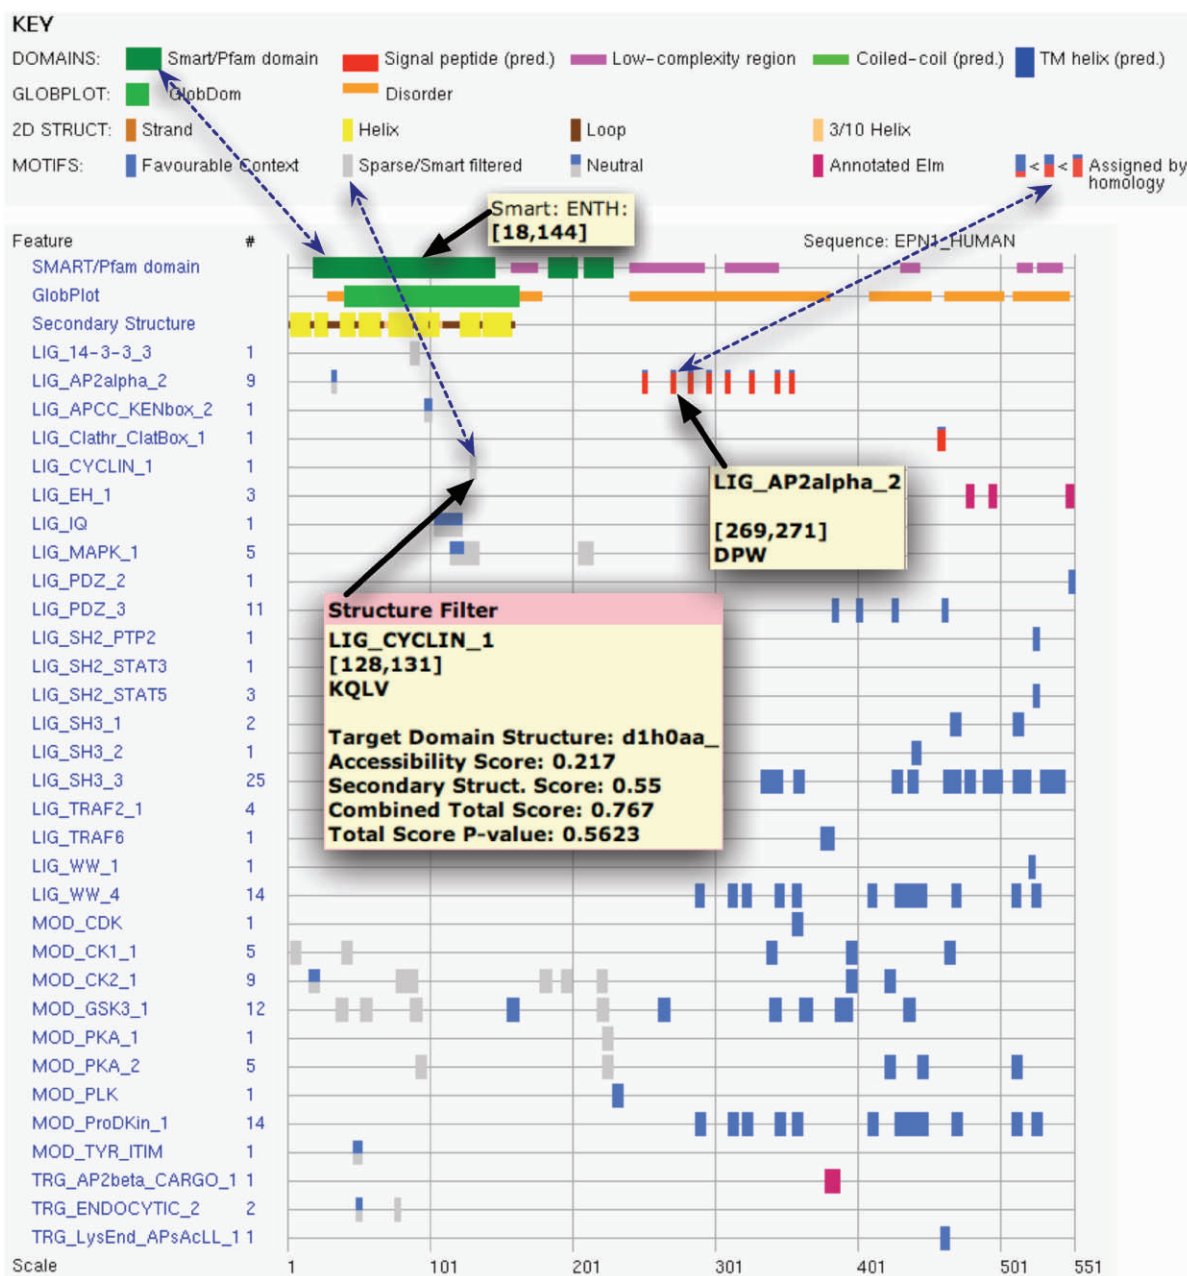 KEY
DOMAINS: Smart/Pfam domain Signal peptide (pred.) Low-complexity region Coiled-coil (pred.) TM helix (pred.)
GLOBPLOT: GlobDom Disorder
2D STRUCT: Strand Helix Loop 3/10 Helix
MOTIFS: Favourable Context Sparse/Smart filtered Neutral Annotated Elm < < Assigned by
homology
Smart: ENTH:
[18,144]
Feature # Sequence: EPN1_HUMAN
SMART/Pfam domain
GlobPlot
Secondary Structure
LIG_14-3-3_3 1
LIG_AP2alpha_2 9
LIG_APCC_KENbox_2 1
LIG_Clathr_ClatBox_1 1
LIG_CYCLIN_1 1
LIG_EH_1 3
LIG_IQ 1
LIG_MAPK_1 5
LIG_PDZ_2 1
LIG_PDZ_3 11
LIG_SH2_PTP2 1
LIG_SH2_STAT3 1
LIG_SH2_STAT5 3
LIG_SH3_1 2
LIG_SH3_2 1
LIG_SH3_3 25
LIG_TRAF2_1 4
LIG_TRAF6 1
LIG_WW_1 1
LIG_WW_4 14
MOD_CDK 1
MOD_CK1_1 5
MOD_CK2_1 9
MOD_GSK3_1 12
MOD_PKA_1 1
MOD_PKA_2 5
MOD_PLK 1
MOD_ProDKin_1 14
MOD_TYR_ITIM 1
TRG_AP2beta_CARGO_1 1
TRG_ENDOCYTIC_2 2
TRG_LysEnd_APsAcLL_1 1
LIG_AP2alpha_2
[269,271]
DPW
Structure Filter
LIG_CYCLIN_1
[128,131]
KQLV
Target Domain Structure: d1h0aa_
Accessibility Score: 0.217
Secondary Struct. Score: 0.55
Combined Total Score: 0.767
Total Score P-value: 0.5623
Scale 1 101 201 301 401 501 551